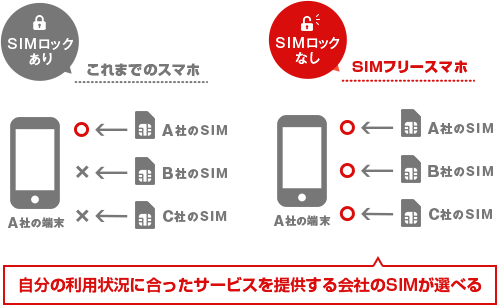 SIMロック
あり
これまでのスマホ
A社のSIM
B社のSIM
C社のSIM
A社の端末
SIMロック
なし
SIMフリースマホ
A社のSIM
B社のSIM
C社のSIM
A社の端末
自分の利用状況に合ったサービスを提供する会社のSIMが選べる